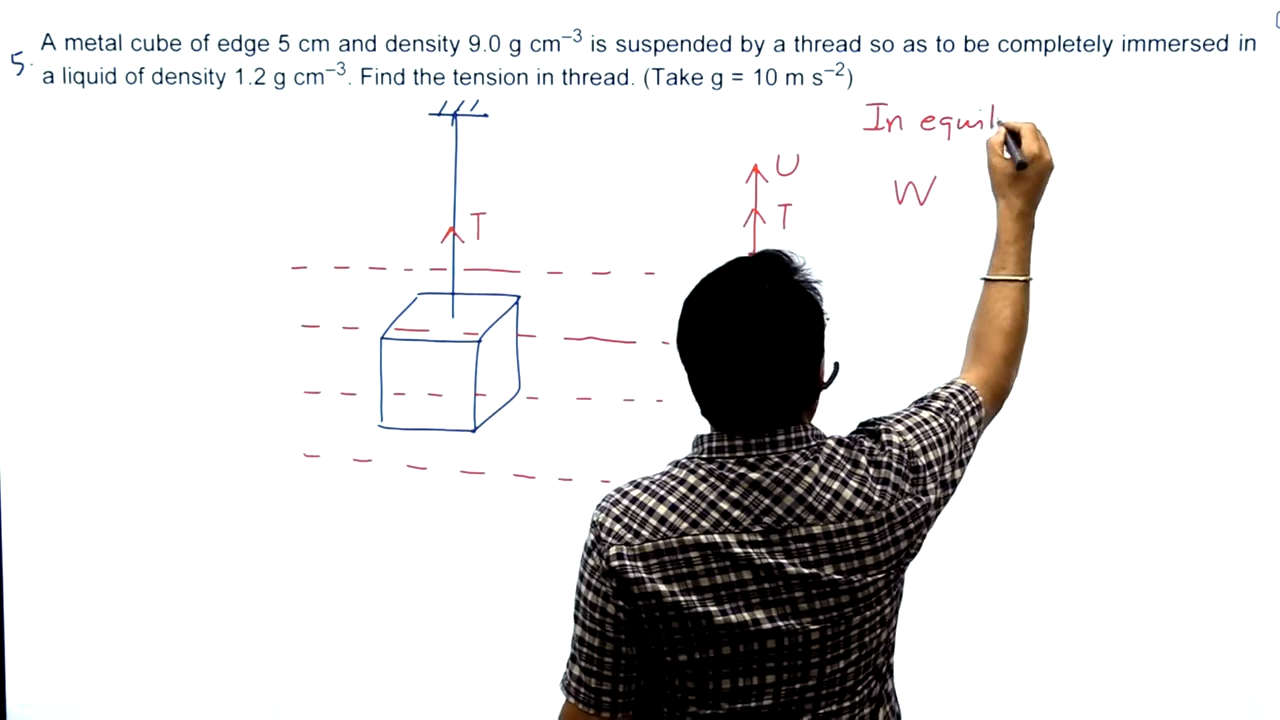 5. A metal cube of edge 5 cm and density 9.0 g cm⁻³ is suspended by a thread so as to be completely immersed in
a liquid of density 1.2 g cm⁻³. Find the tension in thread. (Take g = 10 m s⁻²)
In equil
U
W
T
T